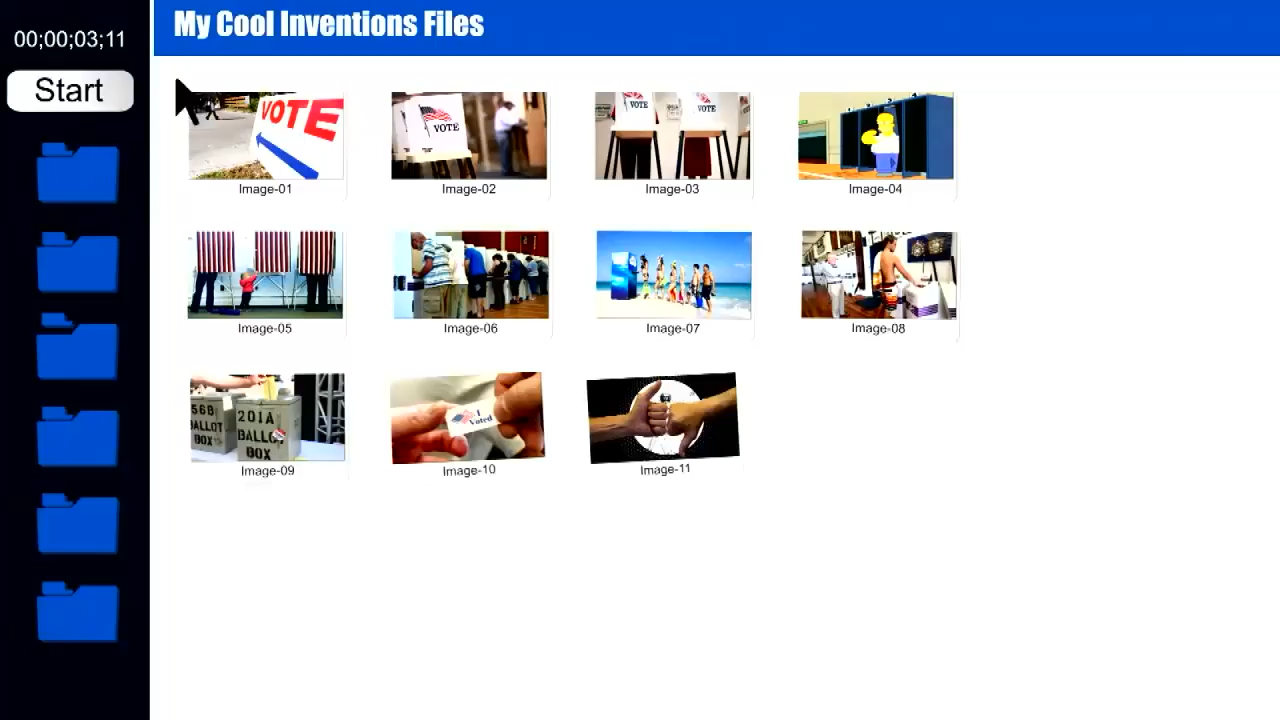 My Cool Inventions Files
00;00;03;11
Start
VOTE
VOTE
VOTE
VOTE
Image-01
Image-02
Image-03
Image-04
Image-05
Image-06
Image-07
Image-08
56B
BALLOT
BOX
201A
BALLOT
BOX
I
Voted
Image-09
Image-10
Image-11